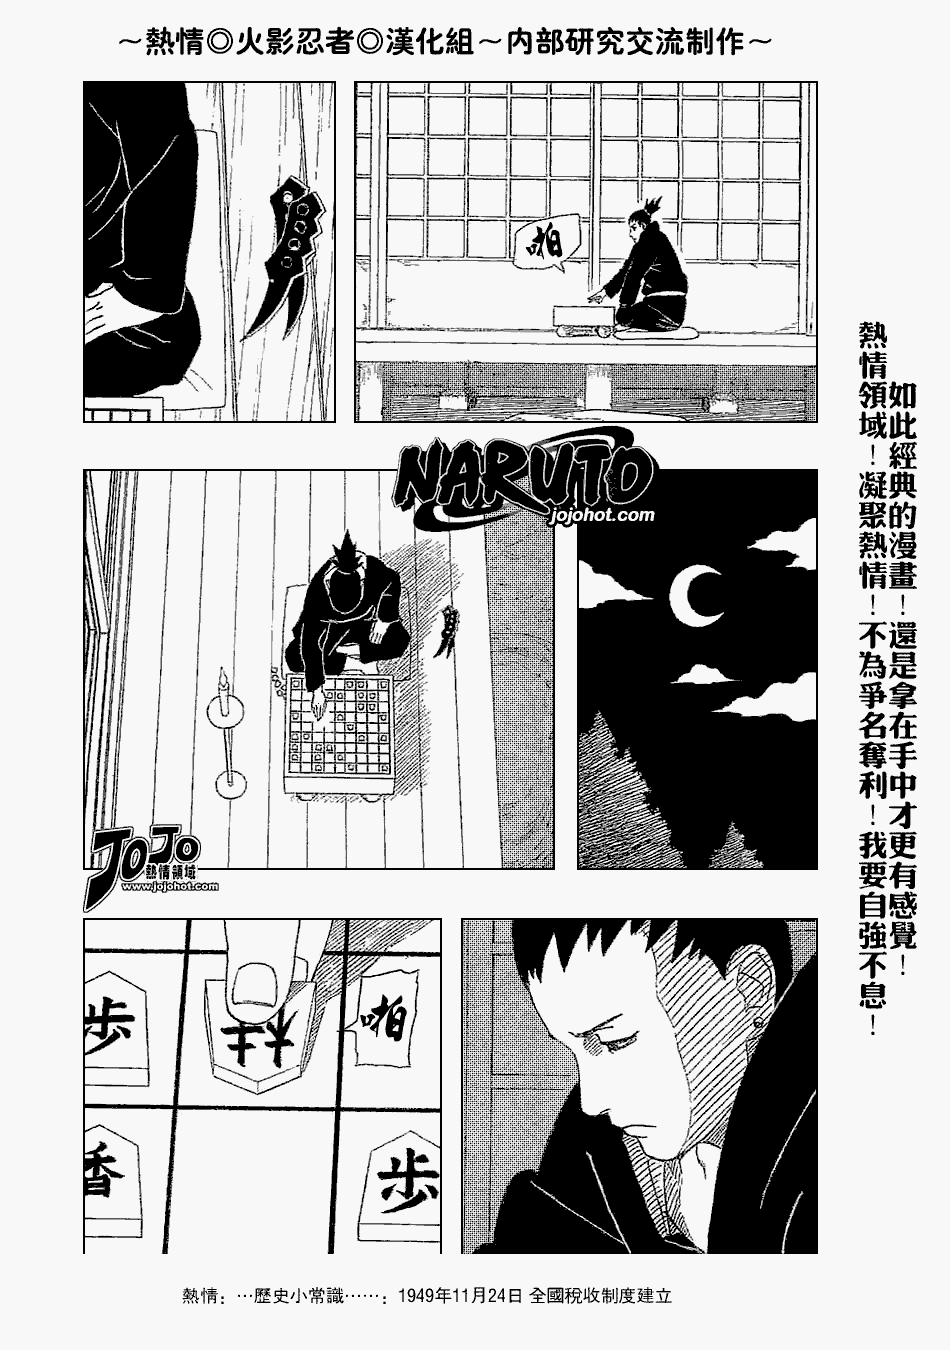 ～熱情◎火影忍者◎漢化組～内部研究交流制作～
啪
NARUTO
jojohot.com
如此經典的漫畫！還是拿在手中才更有感覺！
熱情領域！凝聚熱情！不為爭名奪利！我要自強不息！
JOJO
熱情領域
www.jojohot.com
歩
桂
啪
香
歩
熱情：…歷史小常識……：1949年11月24日 全國稅收制度建立